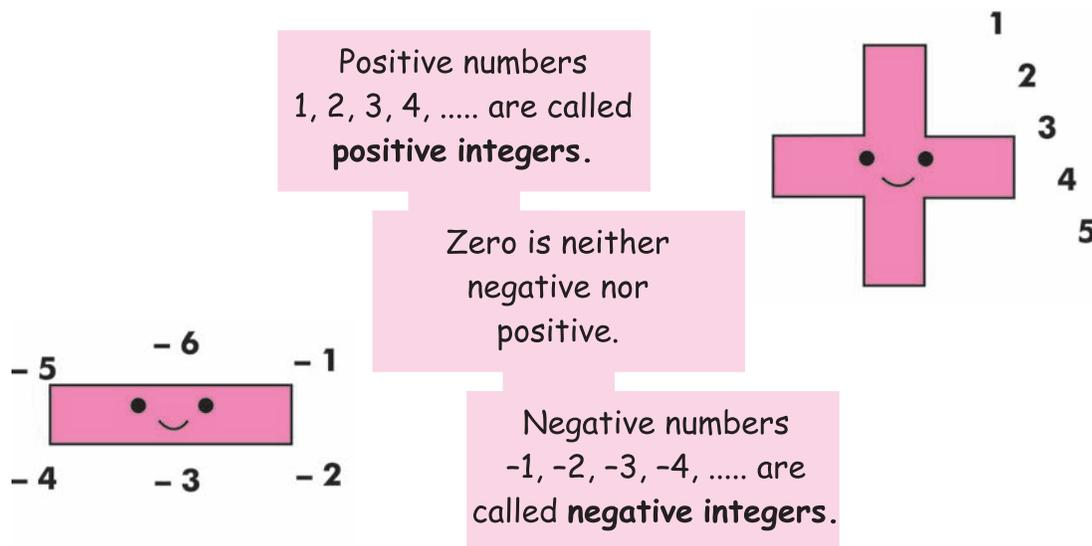 Positive numbers
1, 2, 3, 4, ..... are called
positive integers.
1
2
3
4
5
Zero is neither
negative nor
positive.
– 5
– 6
– 1
– 4
– 3
– 2
Negative numbers
–1, –2, –3, –4, ..... are
called negative integers.